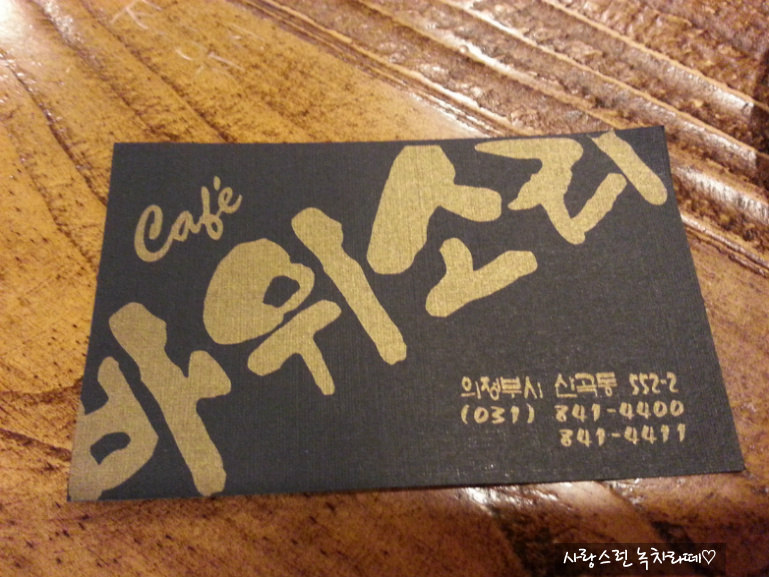 Café
바위소리
의정부시 산곡동 552-2
(031) 841-4400
841-4411
사랑스런 녹차라떼♡